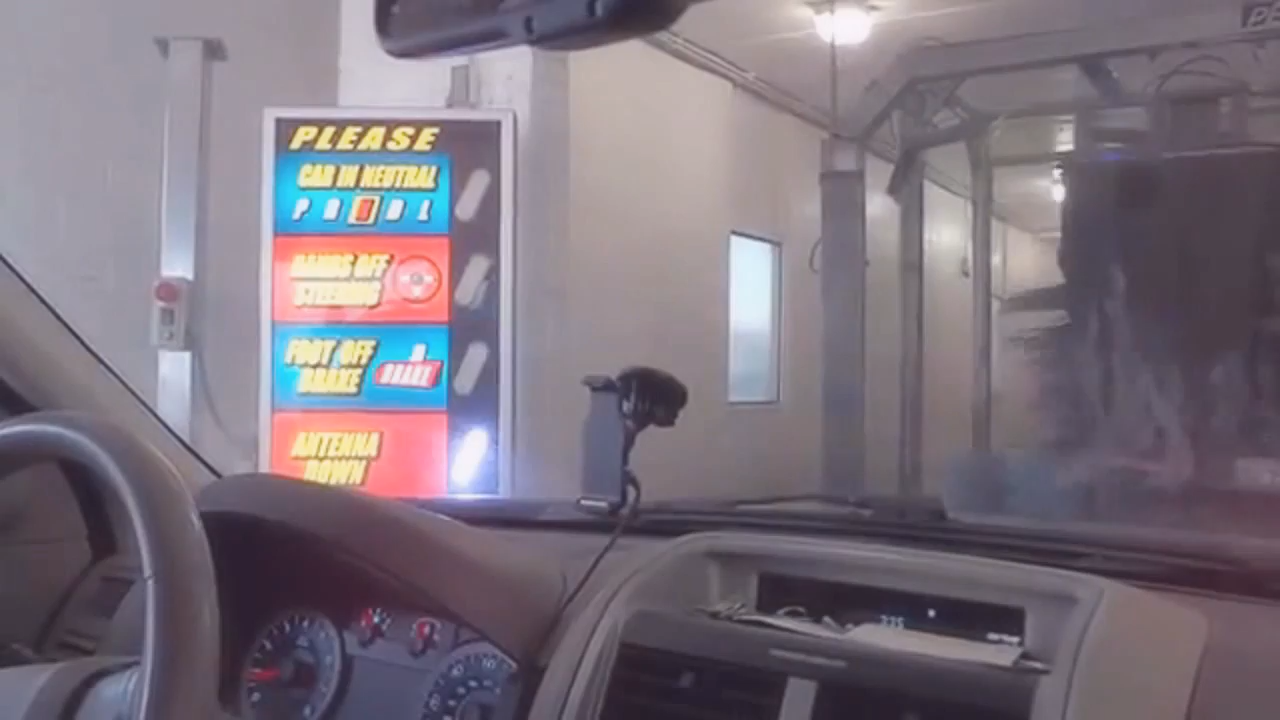 PLEASE
CAR IN NEUTRAL
P R N D L
HANDS OFF
STEERING
FOOT OFF
BRAKE
BRAKE
ANTENNA
DOWN